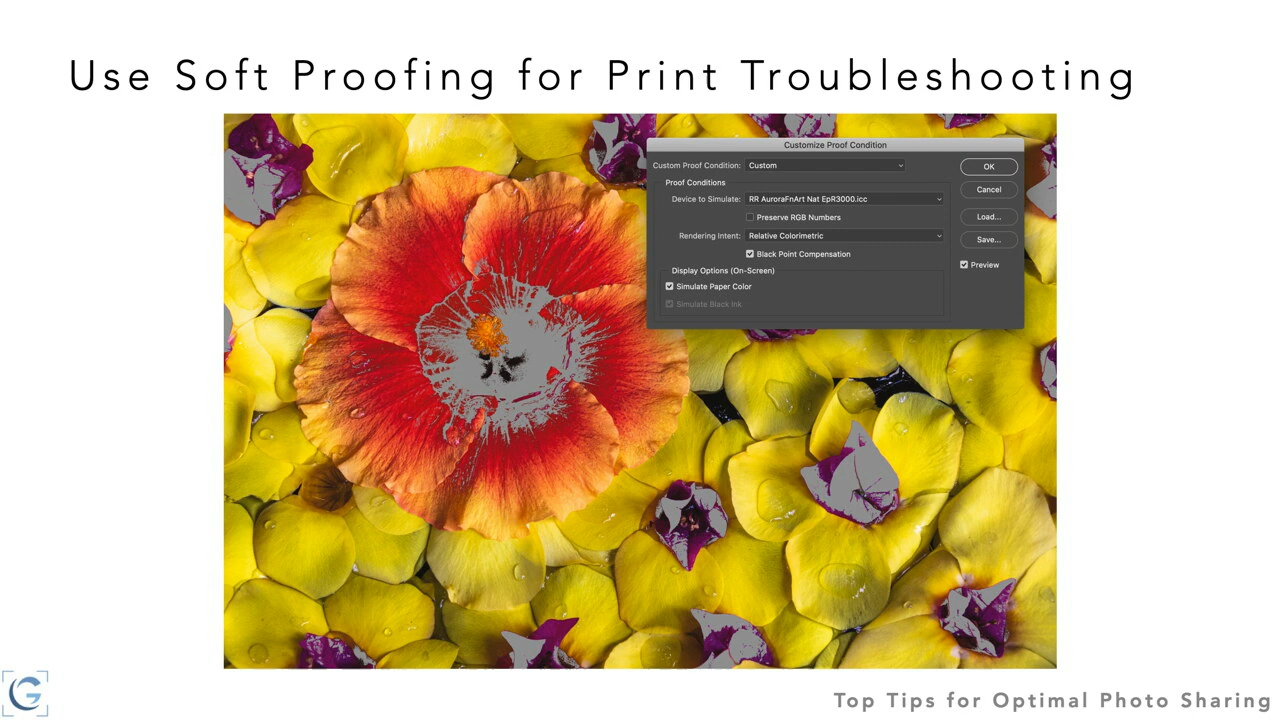 Use Soft Proofing for Print Troubleshooting
Customize Proof Condition
Custom Proof Condition: Custom
OK
Proof Conditions
Cancel
Device to Simulate: RR AuroraFnArt Nat EpR3000.icc
Preserve RGB Numbers
Load...
Rendering Intent: Relative Colorimetric
Save...
Black Point Compensation
Preview
Display Options (On-Screen)
Simulate Paper Color
Simulate Black Ink
G
Top Tips for Optimal Photo Sharing